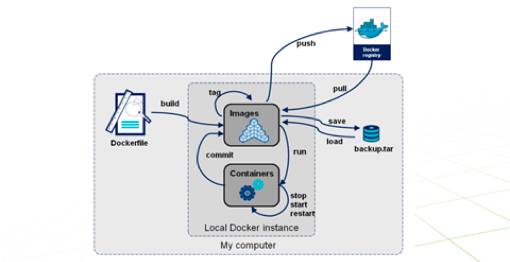 push
Docker
registry
pull
tag
build
Images
save
load
Dockerfile
backup.tar
commit
run
Containers
stop
start
restart
Local Docker instance
My computer